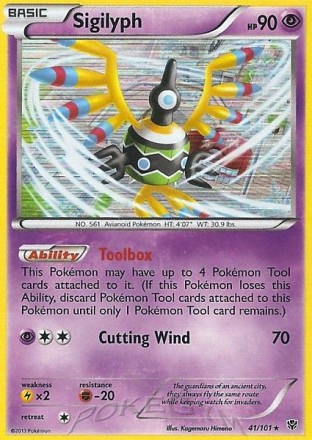 BASIC
Sigilyph
HP 90
NO. 561 Avianoid Pokémon HT: 4'07" WT: 30.9 lbs.
Ability Toolbox
This Pokémon may have up to 4 Pokémon Tool
cards attached to it. (If this Pokémon loses this
Ability, discard Pokémon Tool cards attached to this
Pokémon until only 1 Pokémon Tool card remains.)
Cutting Wind 70
weakness resistance
×2 -20
retreat
The guardians of an ancient city,
they always fly the same route
while keeping watch for invaders.
Illus. Kagemaru Himeno 41/101
©2013 Pokémon